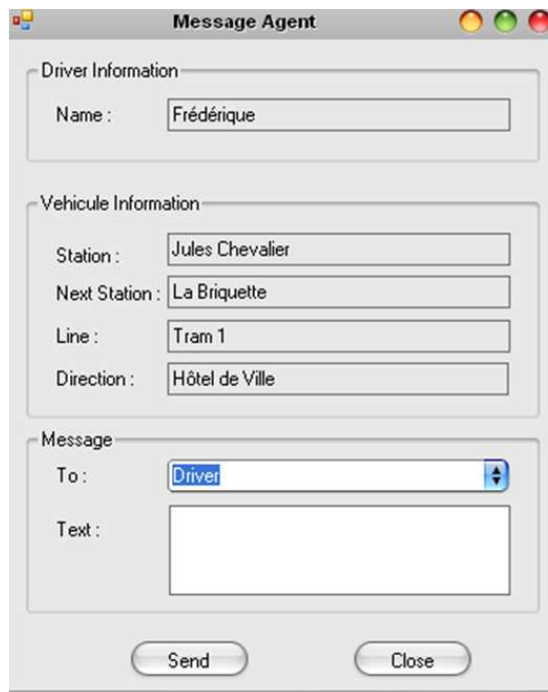 Message Agent
Driver Information
Name : Frédérique
Vehicule Information
Station : Jules Chevalier
Next Station : La Briquette
Line : Tram 1
Direction : Hôtel de Ville
Message
To : Driver
Text :
Send Close